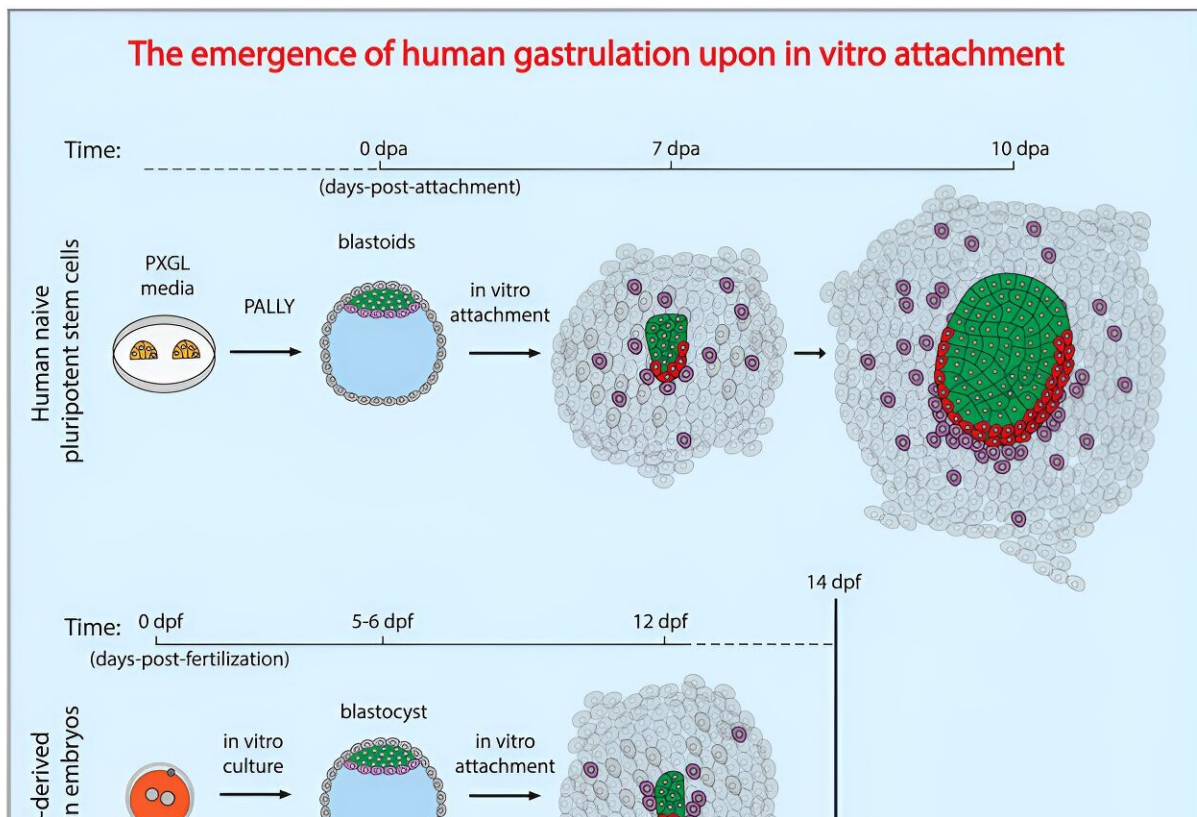 The emergence of human gastrulation upon in vitro attachment
Time:
0 dpa
7 dpa
10 dpa
(days-post-attachment)
Human naive
pluripotent stem cells
PXGL
media
PALLY
blastoids
in vitro
attachment
14 dpf
Time:
0 dpf
5-6 dpf
12 dpf
(days-post-fertilization)
-derived
n embryos
in vitro
culture
blastocyst
in vitro
attachment